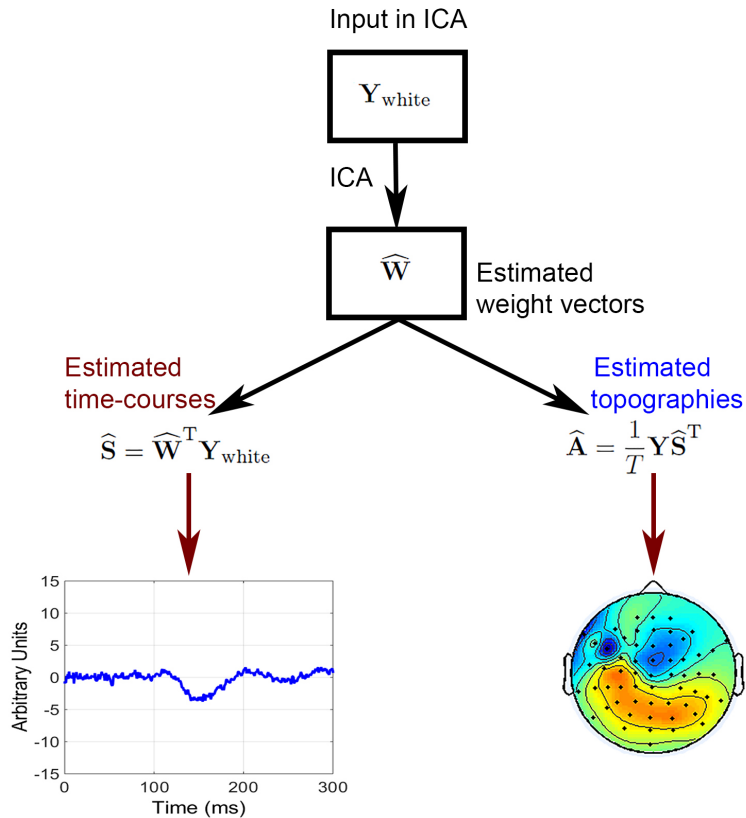 Input in ICA
Y_white
ICA
Ŵ
Estimated
weight vectors
Estimated
time-courses
Ŝ = Ŵ^T Y_white
Estimated
topographies
Â = 1/T YŜ^T
15
10
5
0
-5
-10
-15
Arbitrary Units
0 100 200 300
Time (ms)